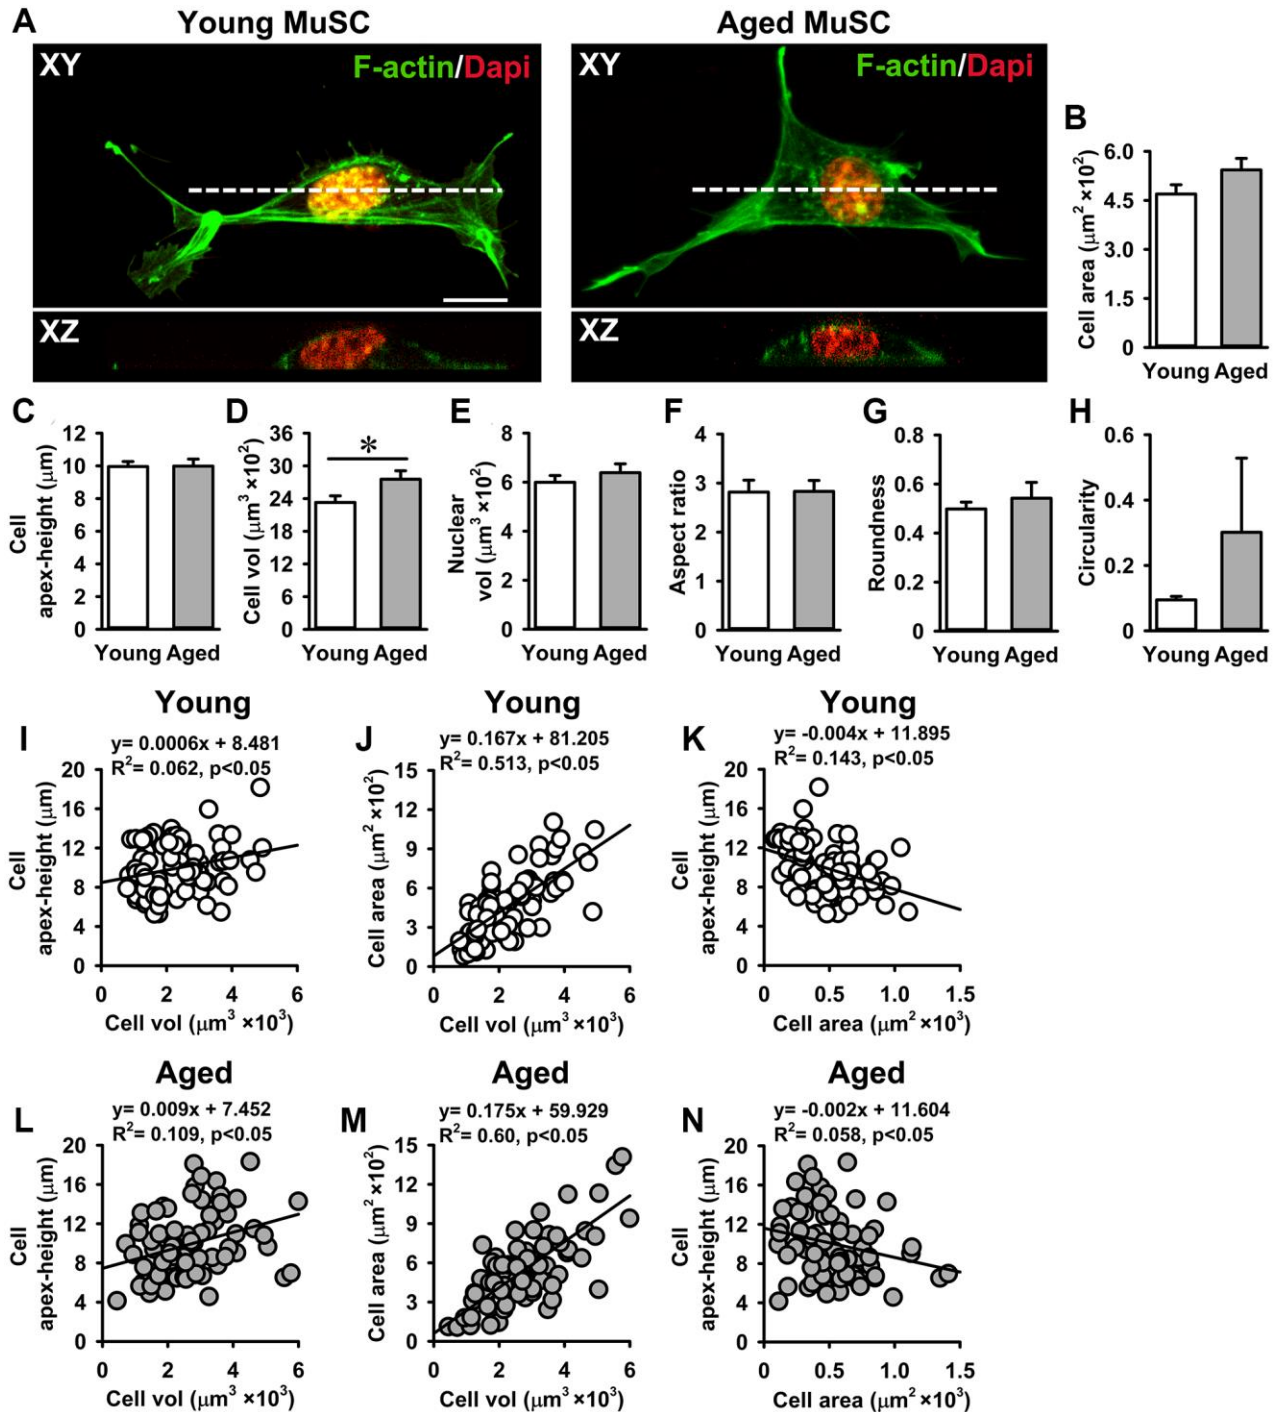 A
Young MuSC
Aged MuSC
XY
F-actin/Dapi
XZ
XY
F-actin/Dapi
XZ
B
Cell area (μm² ×10²)
6.0
4.5
3.0
1.5
0
Young Aged
C
Cell
apex-height (μm)
12
10
8
6
4
2
0
Young Aged
D
Cell vol (μm³ ×10²)
36
30
24
18
12
6
0
*
Young Aged
E
Nuclear
vol (μm³ ×10²)
8
6
4
2
0
Young Aged
F
Aspect ratio
4
3
2
1
0
Young Aged
G
Roundness
0.8
0.6
0.4
0.2
0
Young Aged
H
Circularity
0.6
0.4
0.2
0
Young Aged
Young
I
y= 0.0006x + 8.481
R²= 0.062, p<0.05
Cell
apex-height (μm)
20
16
12
8
4
0
0 2 4 6
Cell vol (μm³ ×10³)
Young
J
y= 0.167x + 81.205
R²= 0.513, p<0.05
Cell area (μm² ×10²)
15
12
9
6
3
0
0 2 4 6
Cell vol (μm³ ×10³)
Young
K
y= -0.004x + 11.895
R²= 0.143, p<0.05
Cell
apex-height (μm)
20
16
12
8
4
0
0 0.5 1.0 1.5
Cell area (μm² ×10³)
Aged
L
y= 0.009x + 7.452
R²= 0.109, p<0.05
Cell
apex-height (μm)
20
16
12
8
4
0
0 2 4 6
Cell vol (μm³ ×10³)
Aged
M
y= 0.175x + 59.929
R²= 0.60, p<0.05
Cell area (μm² ×10²)
15
12
9
6
3
0
0 2 4 6
Cell vol (μm³ ×10³)
Aged
N
y= -0.002x + 11.604
R²= 0.058, p<0.05
Cell
apex-height (μm)
20
16
12
8
4
0
0 0.5 1.0 1.5
Cell area (μm² ×10³)